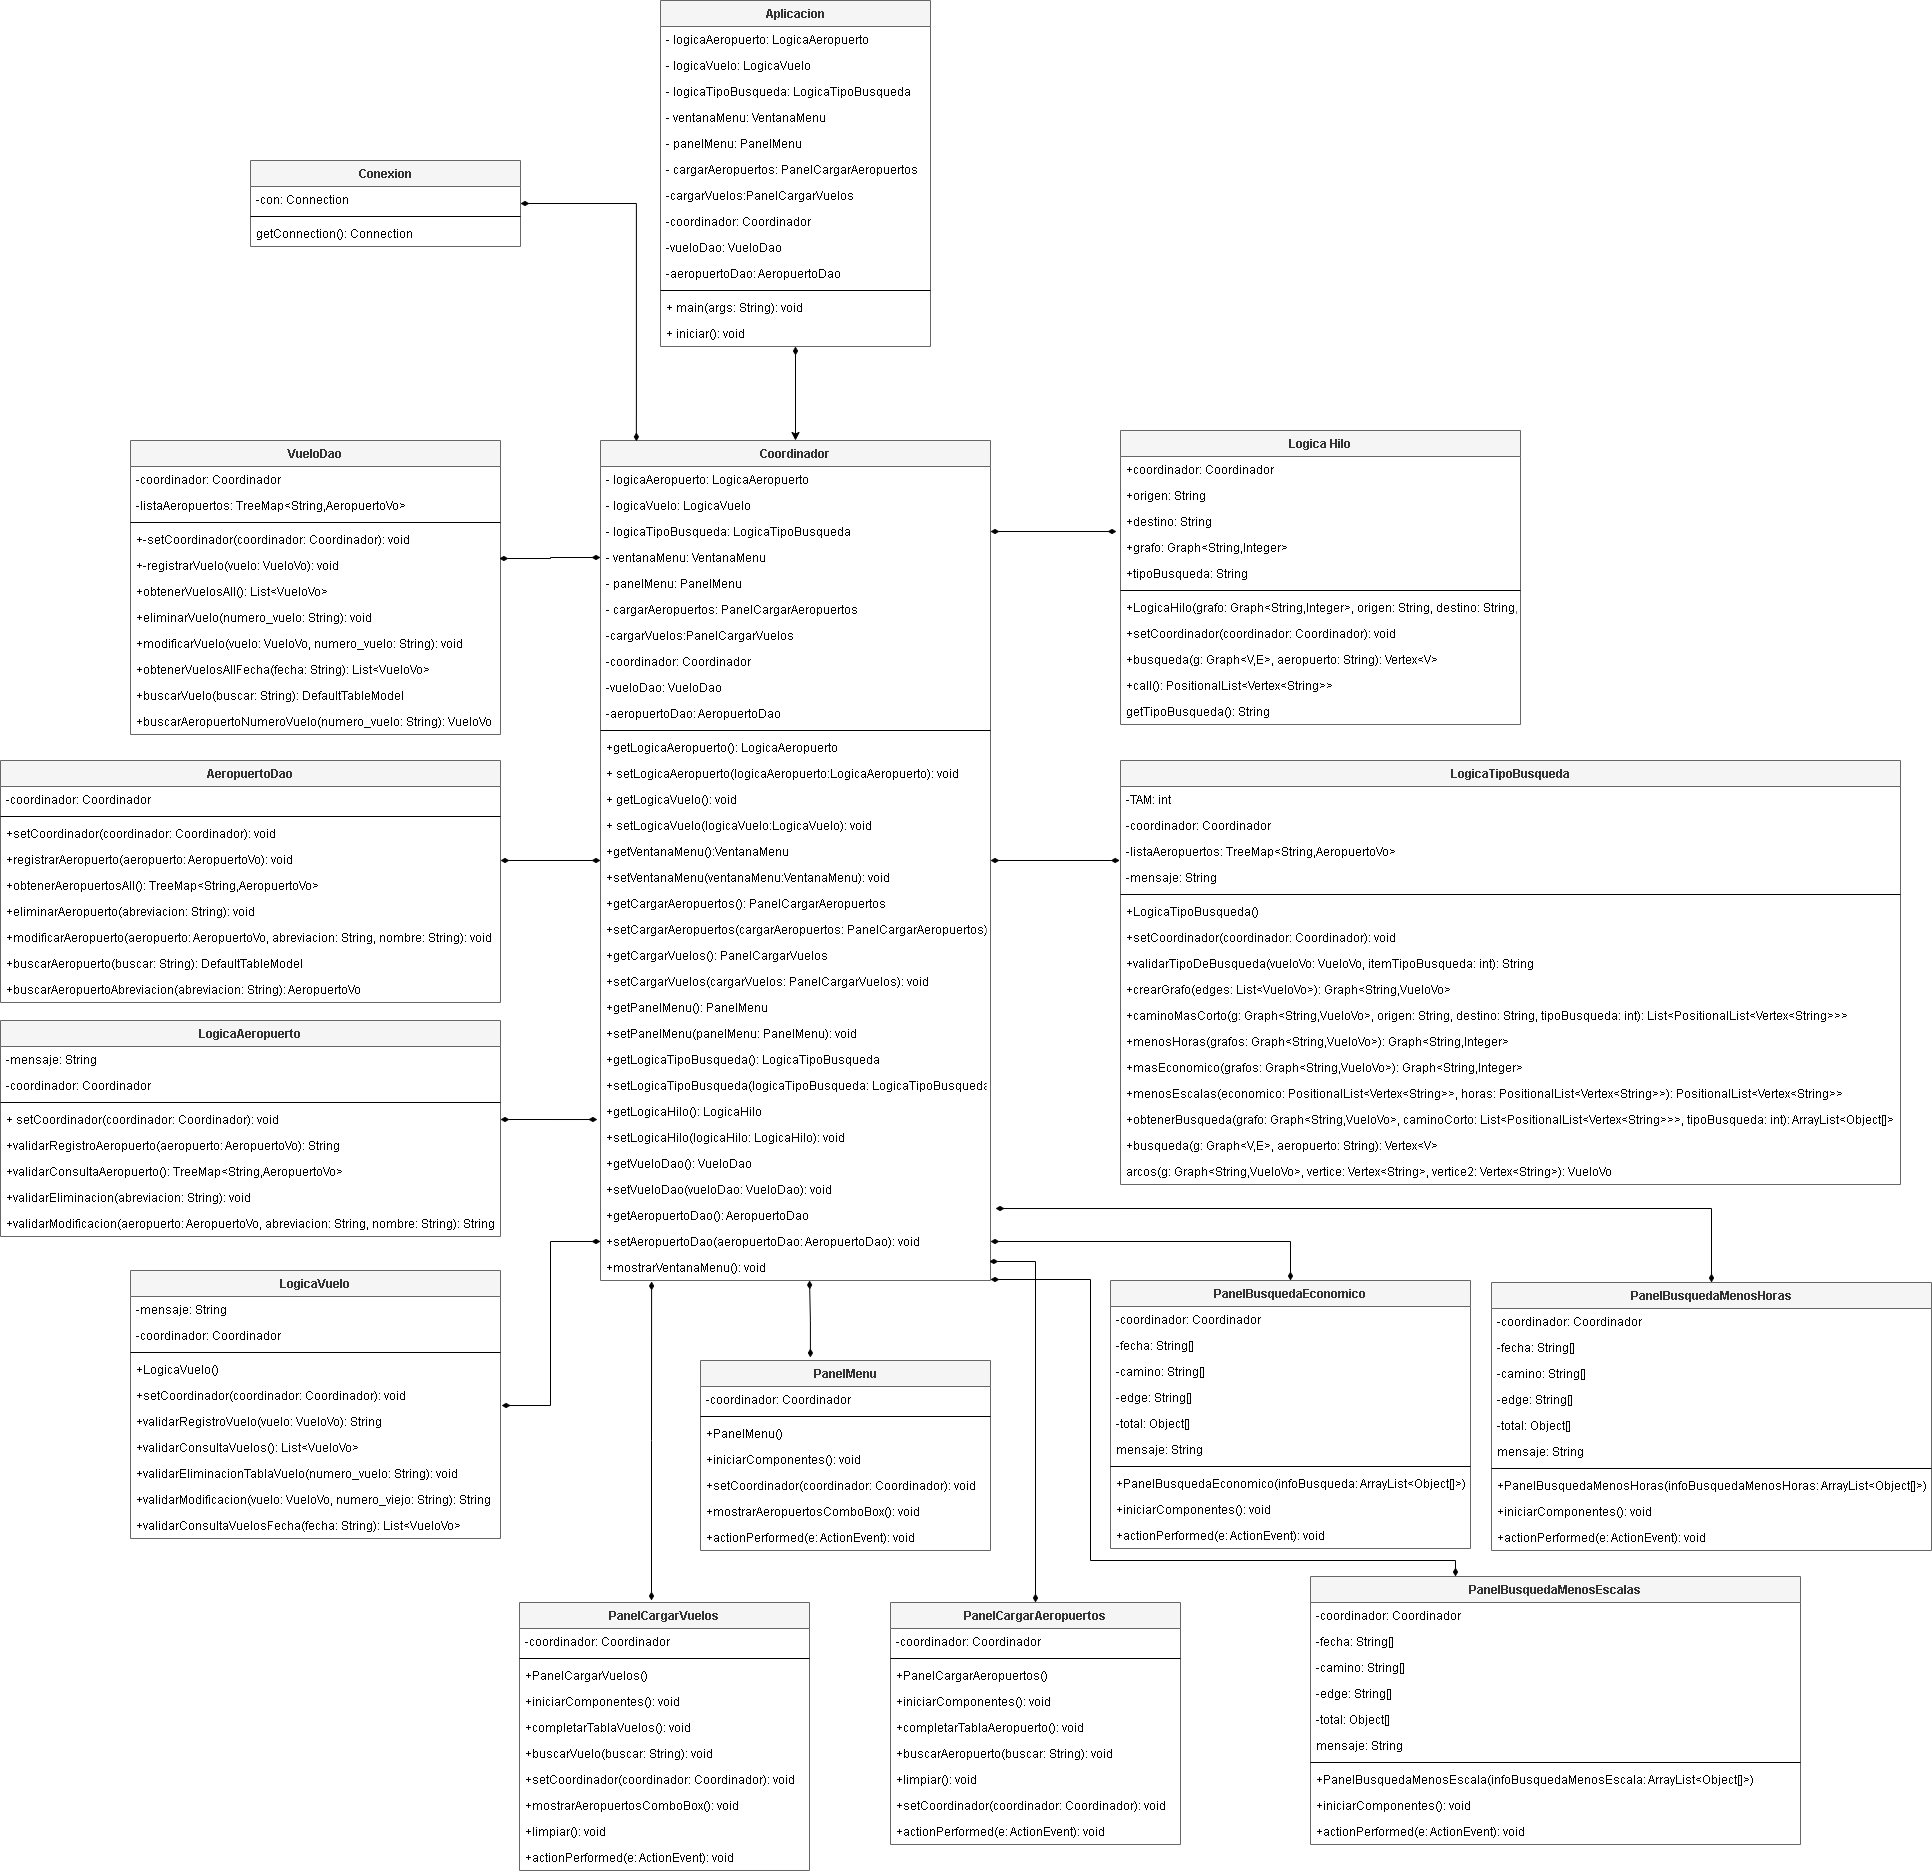 Aplicacion
- logicaAeropuerto: LogicaAeropuerto
- logicaVuelo: LogicaVuelo
- logicaTipoBusqueda: LogicaTipoBusqueda
- ventanaMenu: VentanaMenu
- panelMenu: PanelMenu
- cargarAeropuertos: PanelCargarAeropuertos
-cargarVuelos:PanelCargarVuelos
-coordinador: Coordinador
-vueloDao: VueloDao
-aeropuertoDao: AeropuertoDao
+ main(args: String): void
+ iniciar(): void
Conexion
-con: Connection
getConnection(): Connection
VueloDao
-coordinador: Coordinador
-listaAeropuertos: TreeMap<String,AeropuertoVo>
+-setCoordinador(coordinador: Coordinador): void
+-registrarVuelo(vuelo: VueloVo): void
+obtenerVuelosAll(): List<VueloVo>
+eliminarVuelo(numero_vuelo: String): void
+modificarVuelo(vuelo: VueloVo, numero_vuelo: String): void
+obtenerVuelosAllFecha(fecha: String): List<VueloVo>
+buscarVuelo(buscar: String): DefaultTableModel
+buscarAeropuertoNumeroVuelo(numero_vuelo: String): VueloVo
Coordinador
- logicaAeropuerto: LogicaAeropuerto
- logicaVuelo: LogicaVuelo
- logicaTipoBusqueda: LogicaTipoBusqueda
- ventanaMenu: VentanaMenu
- panelMenu: PanelMenu
- cargarAeropuertos: PanelCargarAeropuertos
-cargarVuelos:PanelCargarVuelos
-coordinador: Coordinador
-vueloDao: VueloDao
-aeropuertoDao: AeropuertoDao
+getLogicaAeropuerto(): LogicaAeropuerto
+ setLogicaAeropuerto(logicaAeropuerto:LogicaAeropuerto): void
+ getLogicaVuelo(): void
+ setLogicaVuelo(logicaVuelo:LogicaVuelo): void
+getVentanaMenu():VentanaMenu
+setVentanaMenu(ventanaMenu:VentanaMenu): void
+getCargarAeropuertos(): PanelCargarAeropuertos
+setCargarAeropuertos(cargarAeropuertos: PanelCargarAeropuertos)
+getCargarVuelos(): PanelCargarVuelos
+setCargarVuelos(cargarVuelos: PanelCargarVuelos): void
+getPanelMenu(): PanelMenu
+setPanelMenu(panelMenu: PanelMenu): void
+getLogicaTipoBusqueda(): LogicaTipoBusqueda
+setLogicaTipoBusqueda(logicaTipoBusqueda: LogicaTipoBusqueda
+getLogicaHilo(): LogicaHilo
+setLogicaHilo(logicaHilo: LogicaHilo): void
+getVueloDao(): VueloDao
+setVueloDao(vueloDao: VueloDao): void
+getAeropuertoDao(): AeropuertoDao
+setAeropuertoDao(aeropuertoDao: AeropuertoDao): void
+mostrarVentanaMenu(): void
Logica Hilo
+coordinador: Coordinador
+origen: String
+destino: String
+grafo: Graph<String,Integer>
+tipoBusqueda: String
+LogicaHilo(grafo: Graph<String,Integer>, origen: String, destino: String,
+setCoordinador(coordinador: Coordinador): void
+busqueda(g: Graph<V,E>, aeropuerto: String): Vertex<V>
+call(): PositionalList<Vertex<String>>
getTipoBusqueda(): String
AeropuertoDao
-coordinador: Coordinador
+setCoordinador(coordinador: Coordinador): void
+registrarAeropuerto(aeropuerto: AeropuertoVo): void
+obtenerAeropuertosAll(): TreeMap<String,AeropuertoVo>
+eliminarAeropuerto(abreviacion: String): void
+modificarAeropuerto(aeropuerto: AeropuertoVo, abreviacion: String, nombre: String): void
+buscarAeropuerto(buscar: String): DefaultTableModel
+buscarAeropuertoAbreviacion(abreviacion: String): AeropuertoVo
LogicaTipoBusqueda
-TAM: int
-coordinador: Coordinador
-listaAeropuertos: TreeMap<String,AeropuertoVo>
-mensaje: String
+LogicaTipoBusqueda()
+setCoordinador(coordinador: Coordinador): void
+validarTipoDeBusqueda(vueloVo: VueloVo, itemTipoBusqueda: int): String
+crearGrafo(edges: List<VueloVo>): Graph<String,VueloVo>
+caminoMasCorto(g: Graph<String,VueloVo>, origen: String, destino: String, tipoBusqueda: int): List<PositionalList<Vertex<String>>>
+menosHoras(grafos: Graph<String,VueloVo>): Graph<String,Integer>
+masEconomico(grafos: Graph<String,VueloVo>): Graph<String,Integer>
+menosEscalas(economico: PositionalList<Vertex<String>>, horas: PositionalList<Vertex<String>>): PositionalList<Vertex<String>>
+obtenerBusqueda(grafo: Graph<String,VueloVo>, caminoCorto: List<PositionalList<Vertex<String>>>, tipoBusqueda: int): ArrayList<Object[]>
+busqueda(g: Graph<V,E>, aeropuerto: String): Vertex<V>
arcos(g: Graph<String,VueloVo>, vertice: Vertex<String>, vertice2: Vertex<String>): VueloVo
LogicaAeropuerto
-mensaje: String
-coordinador: Coordinador
+ setCoordinador(coordinador: Coordinador): void
+validarRegistroAeropuerto(aeropuerto: AeropuertoVo): String
+validarConsultaAeropuerto(): TreeMap<String,AeropuertoVo>
+validarEliminacion(abreviacion: String): void
+validarModificacion(aeropuerto: AeropuertoVo, abreviacion: String, nombre: String): String
LogicaVuelo
-mensaje: String
-coordinador: Coordinador
+LogicaVuelo()
+setCoordinador(coordinador: Coordinador): void
+validarRegistroVuelo(vuelo: VueloVo): String
+validarConsultaVuelos(): List<VueloVo>
+validarEliminacionTablaVuelo(numero_vuelo: String): void
+validarModificacion(vuelo: VueloVo, numero_viejo: String): String
+validarConsultaVuelosFecha(fecha: String): List<VueloVo>
PanelMenu
-coordinador: Coordinador
+PanelMenu()
+iniciarComponentes(): void
+setCoordinador(coordinador: Coordinador): void
+mostrarAeropuertosComboBox(): void
+actionPerformed(e: ActionEvent): void
PanelBusquedaEconomico
-coordinador: Coordinador
-fecha: String[]
-camino: String[]
-edge: String[]
-total: Object[]
mensaje: String
+PanelBusquedaEconomico(infoBusqueda: ArrayList<Object[]>)
+iniciarComponentes(): void
+actionPerformed(e: ActionEvent): void
PanelBusquedaMenosHoras
-coordinador: Coordinador
-fecha: String[]
-camino: String[]
-edge: String[]
-total: Object[]
mensaje: String
+PanelBusquedaMenosHoras(infoBusquedaMenosHoras: ArrayList<Object[]>)
+iniciarComponentes(): void
+actionPerformed(e: ActionEvent): void
PanelCargarVuelos
-coordinador: Coordinador
+PanelCargarVuelos()
+iniciarComponentes(): void
+completarTablaVuelos(): void
+buscarVuelo(buscar: String): void
+setCoordinador(coordinador: Coordinador): void
+mostrarAeropuertosComboBox(): void
+limpiar(): void
+actionPerformed(e: ActionEvent): void
PanelCargarAeropuertos
-coordinador: Coordinador
+PanelCargarAeropuertos()
+iniciarComponentes(): void
+completarTablaAeropuerto(): void
+buscarAeropuerto(buscar: String): void
+limpiar(): void
+setCoordinador(coordinador: Coordinador): void
+actionPerformed(e: ActionEvent): void
PanelBusquedaMenosEscalas
-coordinador: Coordinador
-fecha: String[]
-camino: String[]
-edge: String[]
-total: Object[]
mensaje: String
+PanelBusquedaMenosEscala(infoBusquedaMenosEscala: ArrayList<Object[]>)
+iniciarComponentes(): void
+actionPerformed(e: ActionEvent): void